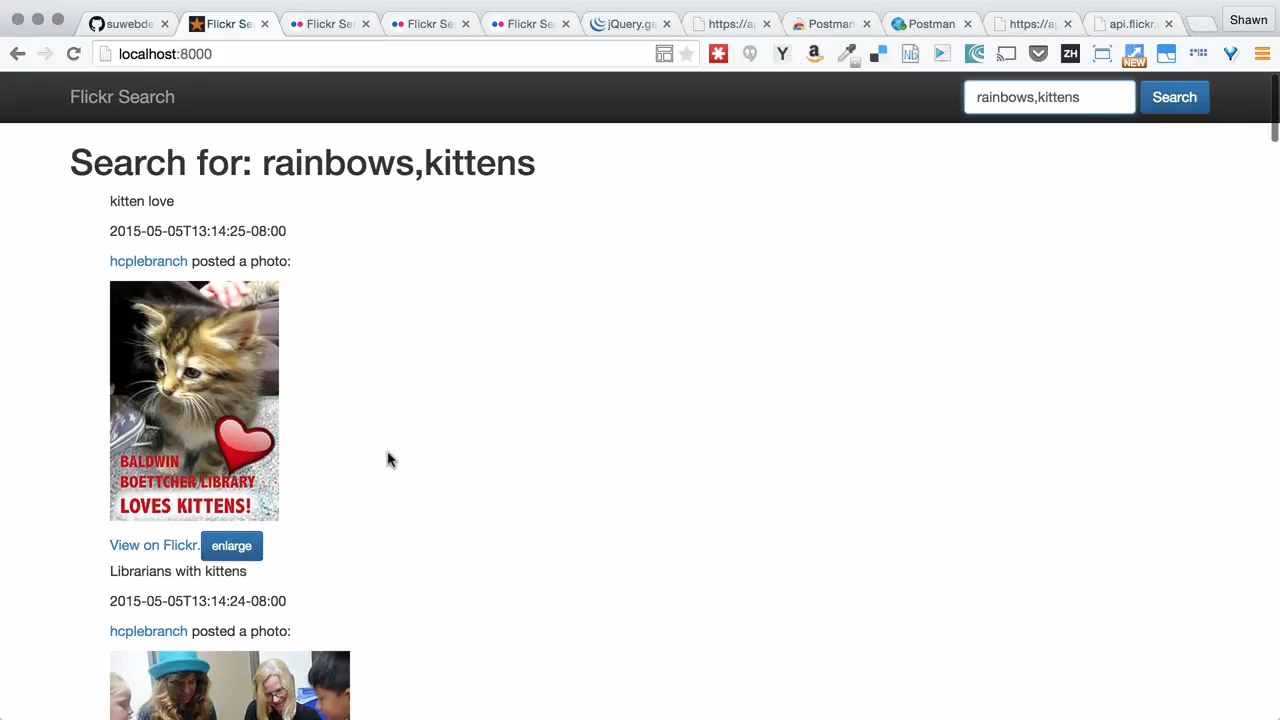 suwebde
Flickr Se
Flickr Se
Flickr Se
Flickr Se
jQuery.ge
https://ap
Postman
Postman
https://ap
api.flickr.
Shawn
localhost:8000
Y
a
Nb
ZH
NEW
Flickr Search
rainbows,kittens
Search
Search for: rainbows,kittens
kitten love
2015-05-05T13:14:25-08:00
hcplebranch posted a photo:
BALDWIN
BOETTCHER LIBRARY
LOVES KITTENS!
View on Flickr.
enlarge
Librarians with kittens
2015-05-05T13:14:24-08:00
hcplebranch posted a photo: